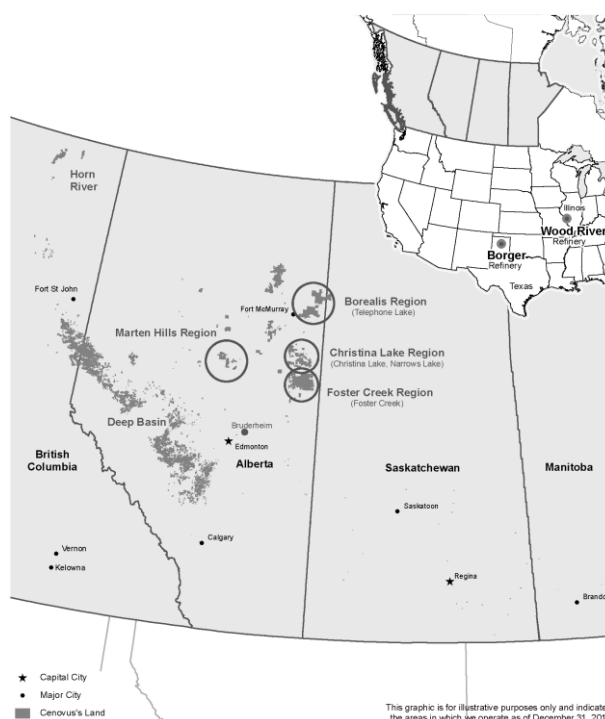 Horn
River
Fort St John
Fort McMurray
Borealis Region
(Telephone Lake)
Marten Hills Region
Christina Lake Region
(Christina Lake, Narrows Lake)
Foster Creek Region
(Foster Creek)
Deep Basin
Bruderheim
Edmonton
British
Columbia
Alberta
Saskatchewan
Manitoba
Saskatoon
Calgary
Vernon
Kelowna
Regina
Illinois
Wood River
Refinery
Borger
Refinery
Texas
Capital City
Major City
Cenovus's Land
This graphic is for illustrative purposes only and
the areas in which we operate as of December 31,